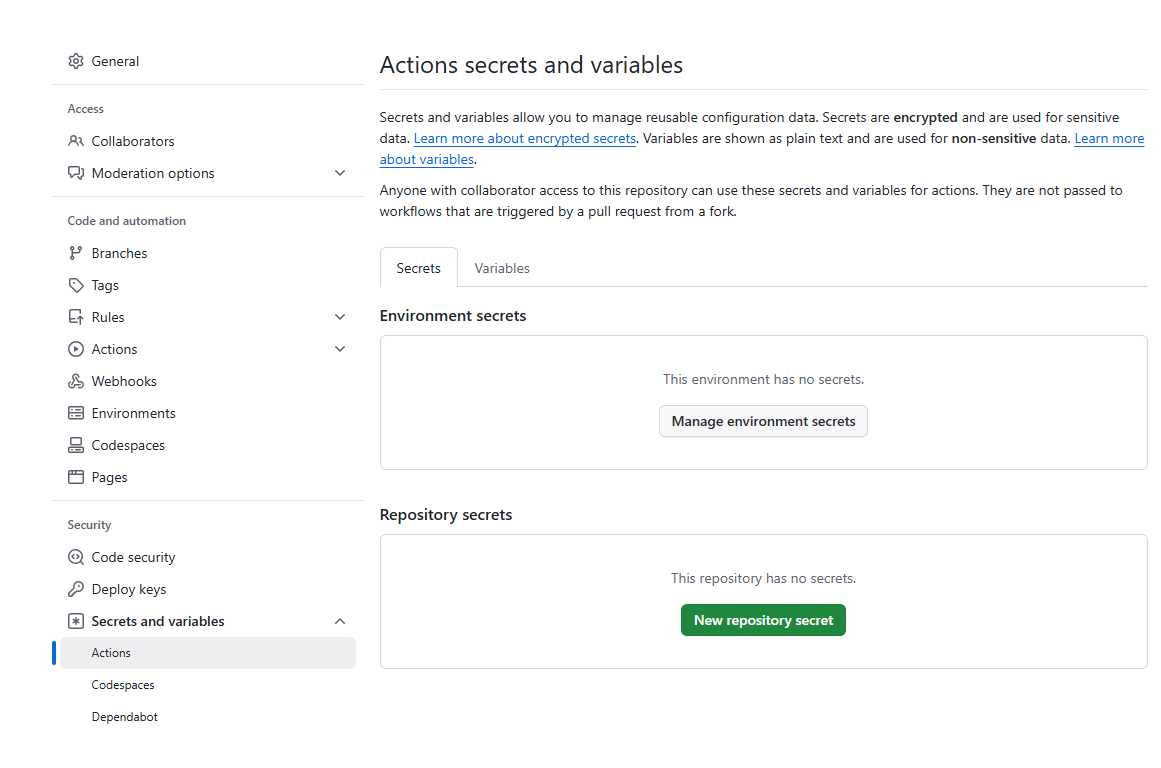 General
Access
Collaborators
Moderation options
Code and automation
Branches
Tags
Rules
Actions
Webhooks
Environments
Codespaces
Pages
Security
Code security
Deploy keys
Secrets and variables
Actions
Codespaces
Dependabot
Actions secrets and variables
Secrets and variables allow you to manage reusable configuration data. Secrets are encrypted and are used for sensitive
data. Learn more about encrypted secrets. Variables are shown as plain text and are used for non-sensitive data. Learn more
about variables.
Anyone with collaborator access to this repository can use these secrets and variables for actions. They are not passed to
workflows that are triggered by a pull request from a fork.
Secrets
Variables
Environment secrets
This environment has no secrets.
Manage environment secrets
Repository secrets
This repository has no secrets.
New repository secret